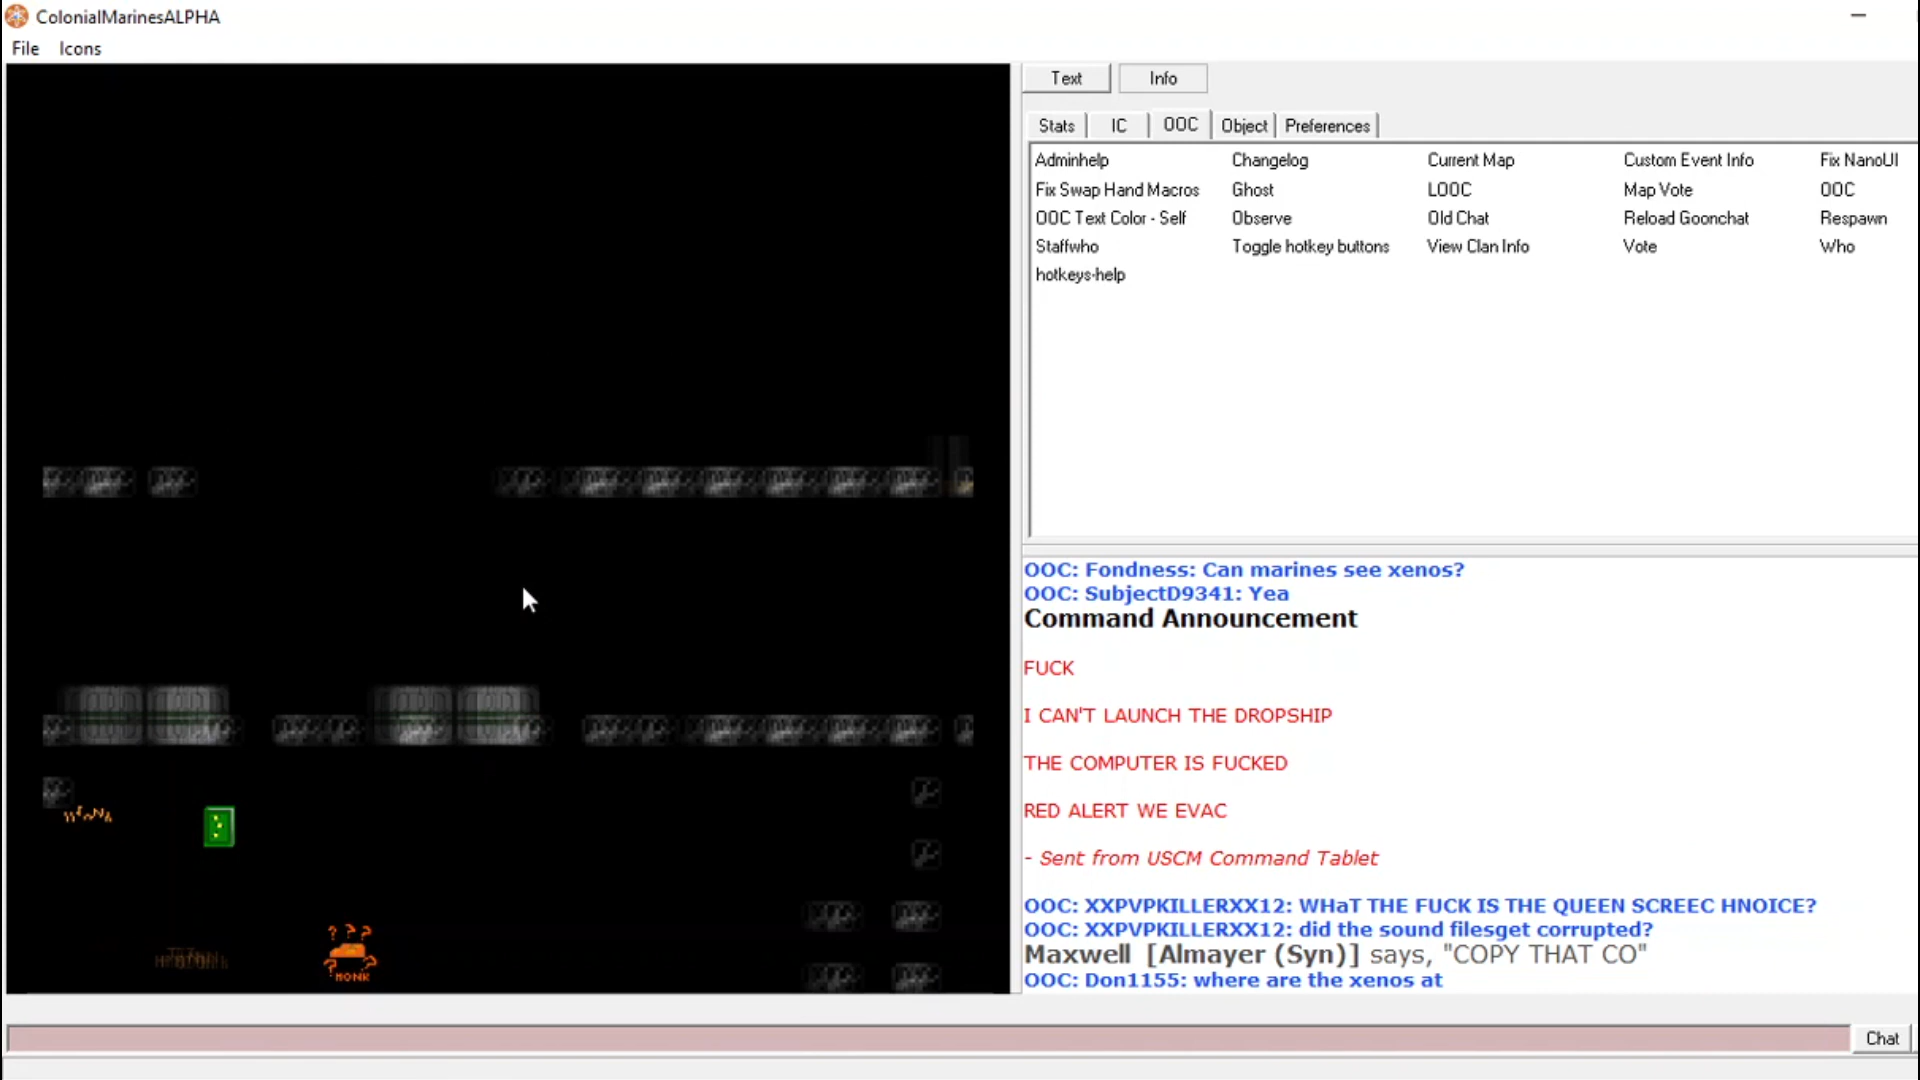 ColonialMarinesALPHA
File Icons
Text Info
Stats IC OOC Object Preferences
Adminhelp Changelog Current Map Custom Event Info Fix NanoUI
Fix Swap Hand Macros Ghost LOOC Map Vote OOC
OOC Text Color - Self Observe Old Chat Reload Goonchat Respawn
Staffwho Toggle hotkey buttons View Clan Info Vote Who
hotkeys-help
OOC: Fondness: Can marines see xenos?
OOC: SubjectD9341: Yea
Command Announcement
FUCK
I CAN'T LAUNCH THE DROPSHIP
THE COMPUTER IS FUCKED
RED ALERT WE EVAC
- Sent from USCM Command Tablet
OOC: XXPVPKILLERXX12: WHaT THE FUCK IS THE QUEEN SCREEC HNOICE?
OOC: XXPVPKILLERXX12: did the sound filesget corrupted?
Maxwell [Almayer (Syn)] says, "COPY THAT CO"
OOC: Don1155: where are the xenos at
? ? ?
? ?
HONK
Chat